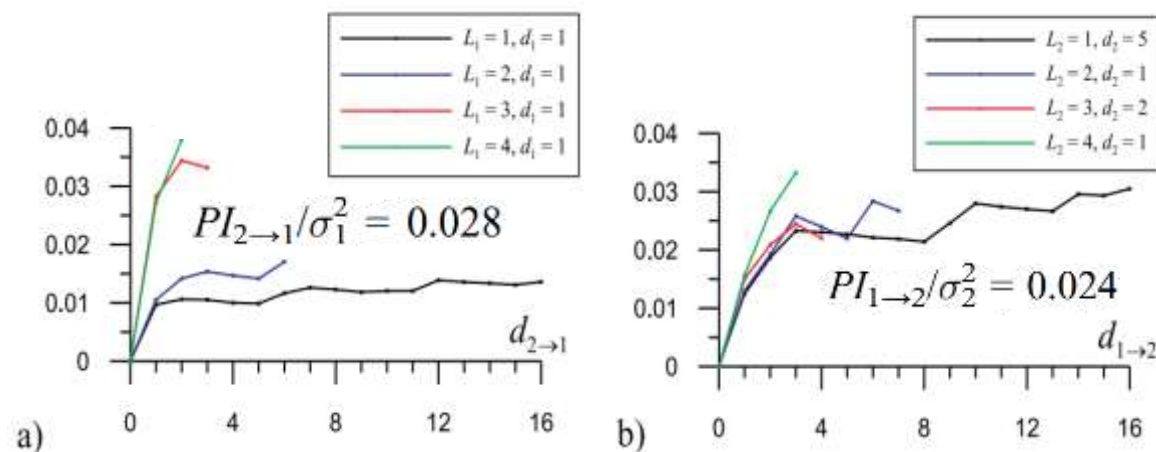 L₁ = 1, d₁ = 1
L₁ = 2, d₁ = 1
L₁ = 3, d₁ = 1
L₁ = 4, d₁ = 1
0.04
0.03
0.02
0.01
0
PI₂→₁/σ₁² = 0.028
d₂→₁
0 4 8 12 16
a)
L₂ = 1, d₂ = 5
L₂ = 2, d₂ = 1
L₂ = 3, d₂ = 2
L₂ = 4, d₂ = 1
0.04
0.03
0.02
0.01
0
PI₁→₂/σ₂² = 0.024
d₁→₂
0 4 8 12 16
b)